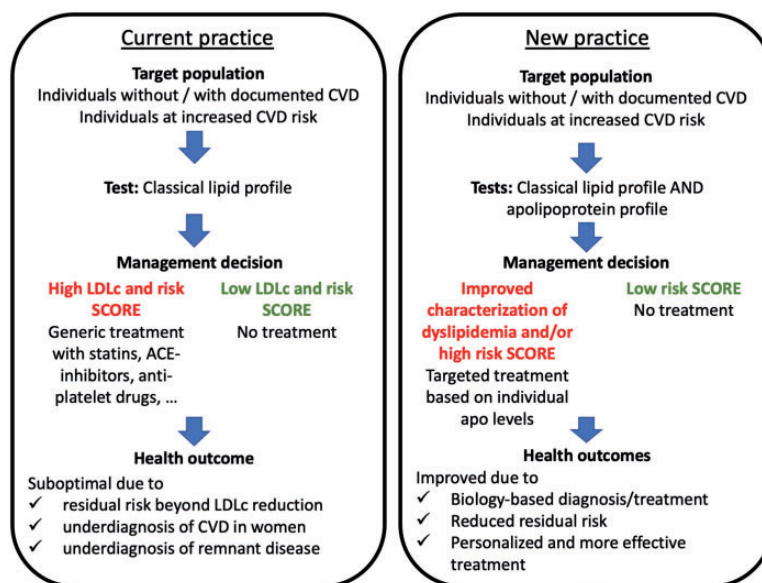 Current practice
Target population
Individuals without / with documented CVD
Individuals at increased CVD risk
Test: Classical lipid profile
Management decision
High LDLc and risk
SCORE
Generic treatment
with statins, ACE-
inhibitors, anti-
platelet drugs, ...
Low LDLc and risk
SCORE
No treatment
Health outcome
Suboptimal due to
✓ residual risk beyond LDLc reduction
✓ underdiagnosis of CVD in women
✓ underdiagnosis of remnant disease
New practice
Target population
Individuals without / with documented CVD
Individuals at increased CVD risk
Tests: Classical lipid profile AND
apolipoprotein profile
Management decision
Improved
characterization of
dyslipidemia and/or
high risk SCORE
Targeted treatment
based on individual
apo levels
Low risk SCORE
No treatment
Health outcomes
Improved due to
✓ Biology-based diagnosis/treatment
✓ Reduced residual risk
✓ Personalized and more effective
treatment